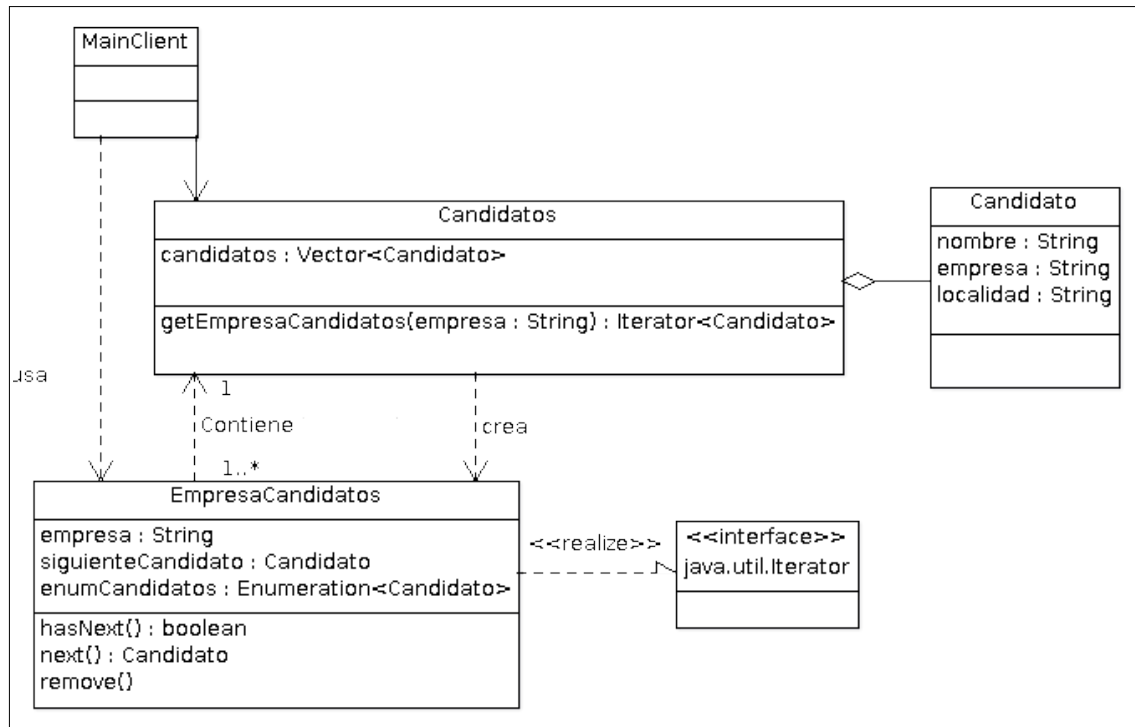 MainClient
Candidatos
candidatos : Vector<Candidato>
getEmpresaCandidatos(empresa : String) : Iterator<Candidato>
Candidato
nombre : String
empresa : String
localidad : String
usa
1
Contiene
1..*
crea
EmpresaCandidatos
empresa : String
siguienteCandidato : Candidato
enumCandidatos : Enumeration<Candidato>
hasNext() : boolean
next() : Candidato
remove()
<<realize>>
<<interface>>
java.util.Iterator